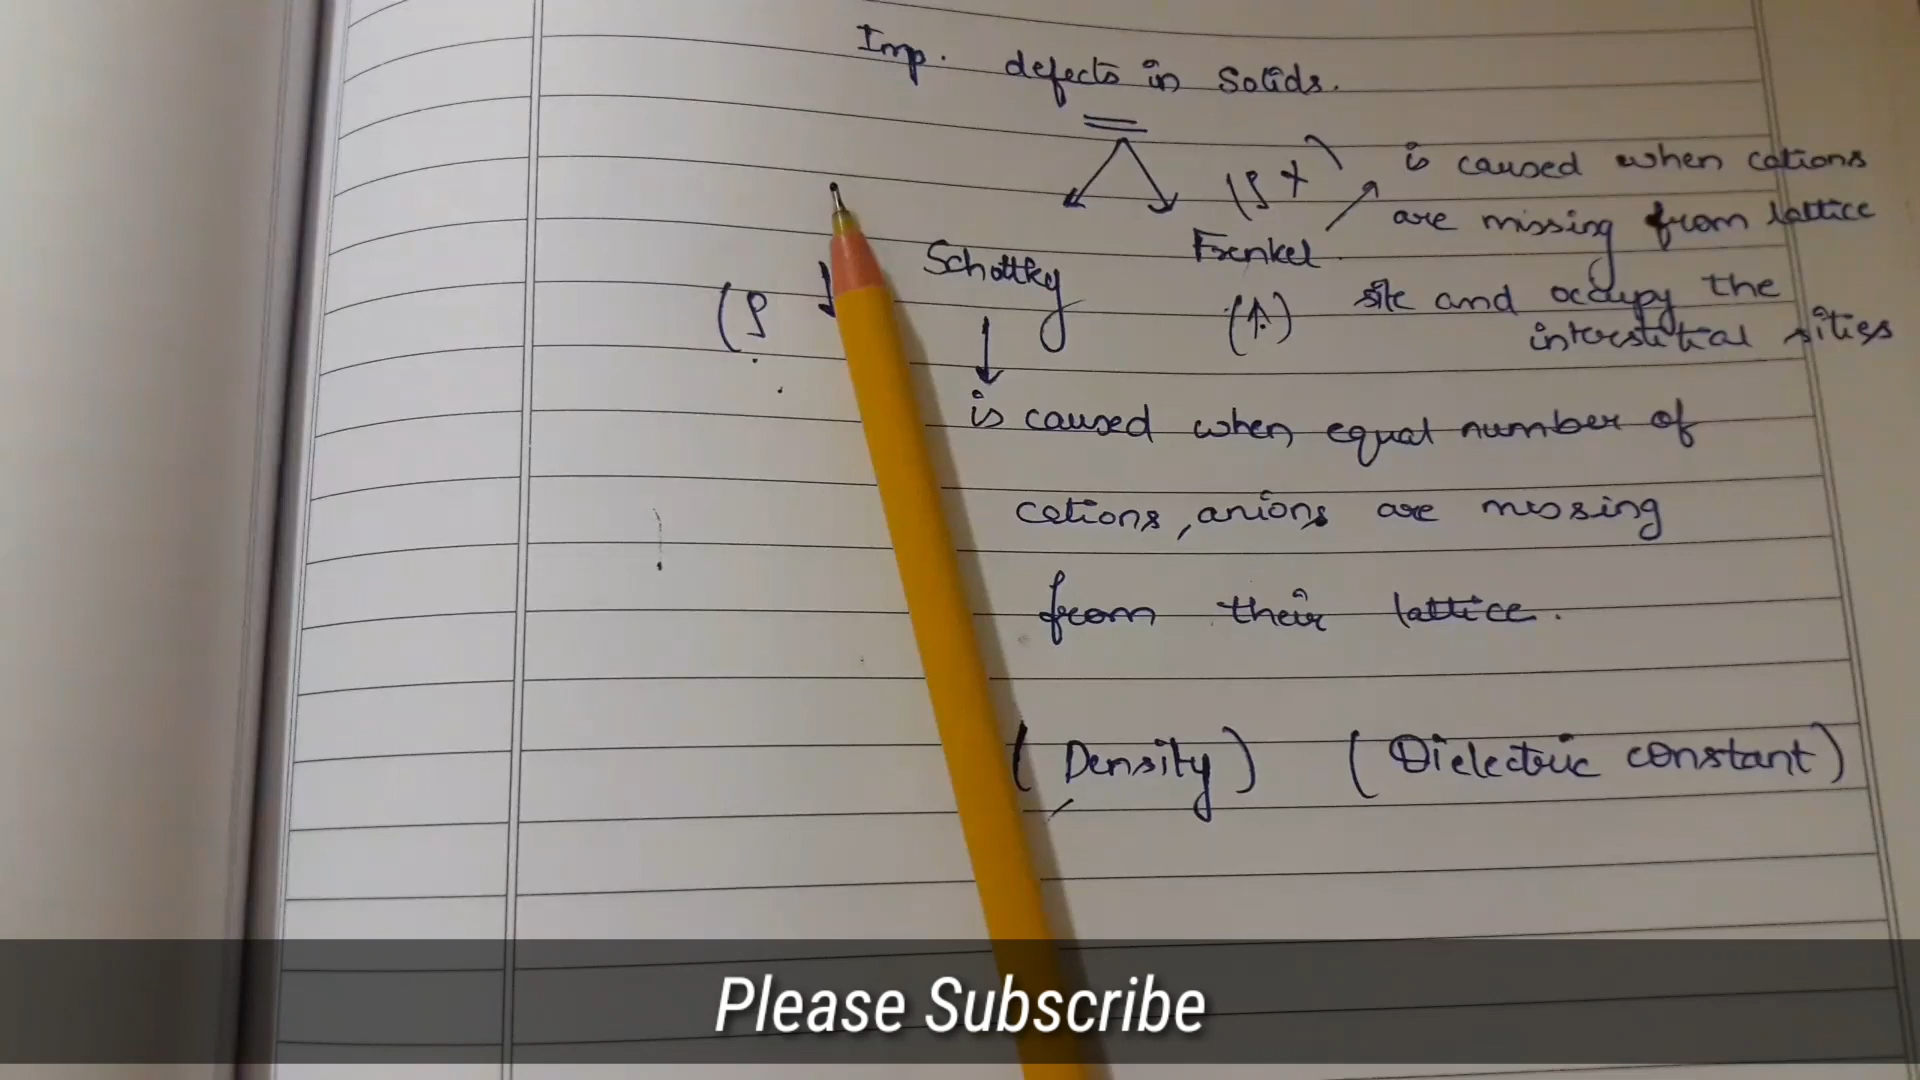 Imp. defects in Solids.
(ρ x)
is caused when cations
are missing from lattice
Frenkel
Schottky
(ρ ↓
(↑)
site and occupy the
interstitial sities
is caused when equal number of
cations, anions are missing
from their lattice.
(Density) (Dielectric constant)
Please Subscribe